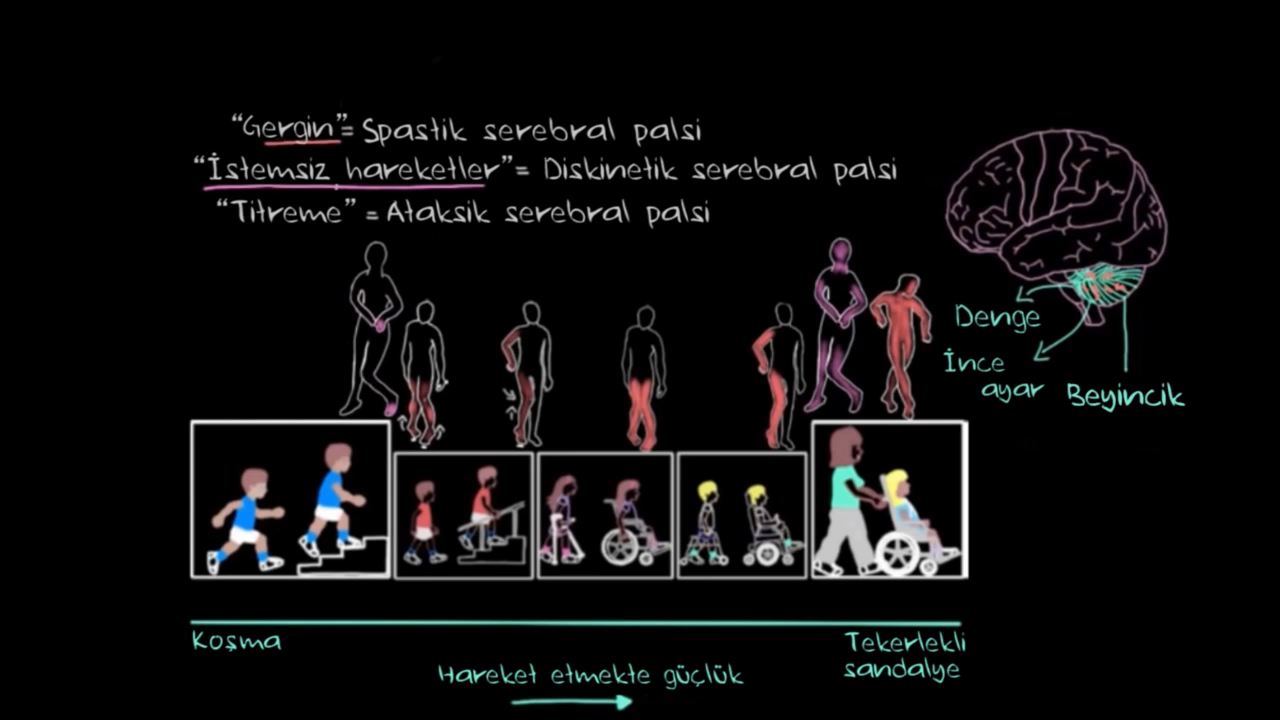 “Gergin”= Spastik serebral palsi
“İstemsiz hareketler”= Diskinetik serebral palsi
“Titreme” = Ataksik serebral palsi
Denge
İnce
ayar
Beyincik
Koşma
Tekerlekli
sandalye
Hareket etmekte güçlük